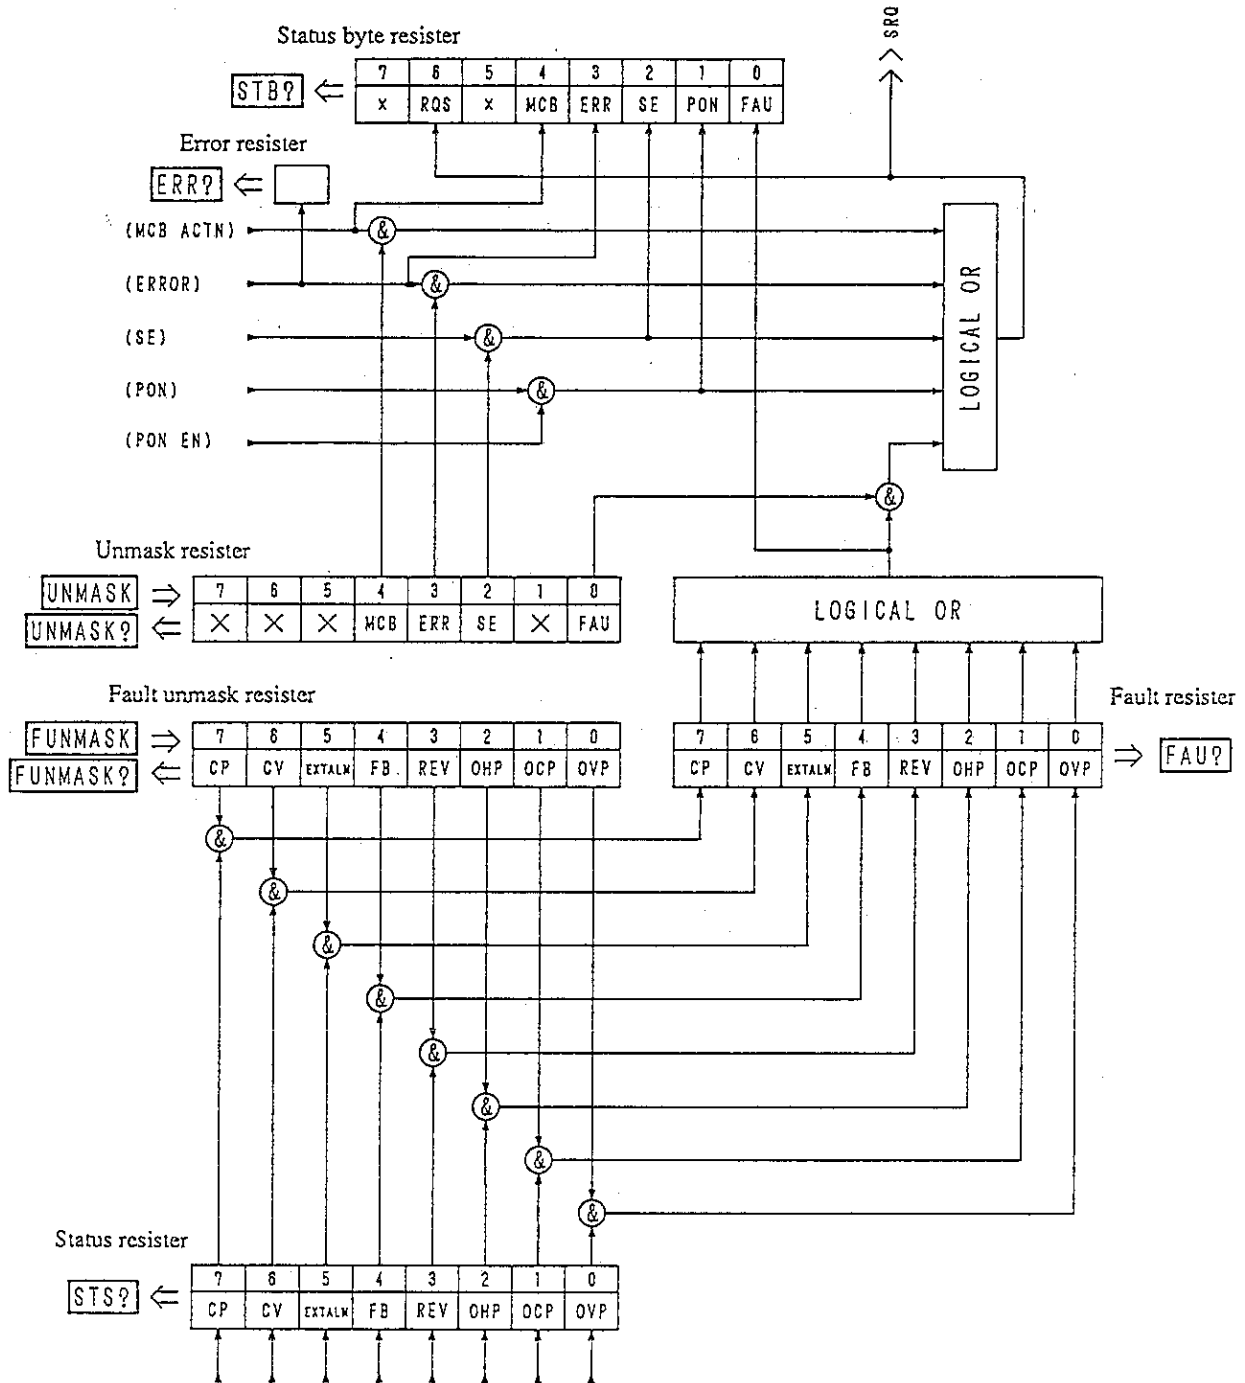 SRQ
Status byte resister
7 6 5 4 3 2 1 0
STB?
X RQS X MCB ERR SE PON FAU
Error resister
ERR?
(MCB ACTN)
&
(ERROR)
&
(SE)
&
(PON)
&
(PON EN)
LOGICAL OR
&
Unmask resister
UNMASK
7 6 5 4 3 2 1 0
UNMASK?
X X X MCB ERR SE X FAU
LOGICAL OR
Fault unmask resister
FUNMASK
7 6 5 4 3 2 1 0
FUNMASK?
CP CV EXTALM FB REV OHP OCP OVP
Fault resister
7 6 5 4 3 2 1 0
CP CV EXTALM FB REV OHP OCP OVP
FAU?
&
&
&
&
&
&
&
&
Status resister
7 6 5 4 3 2 1 0
STS?
CP CV EXTALM FB REV OHP OCP OVP